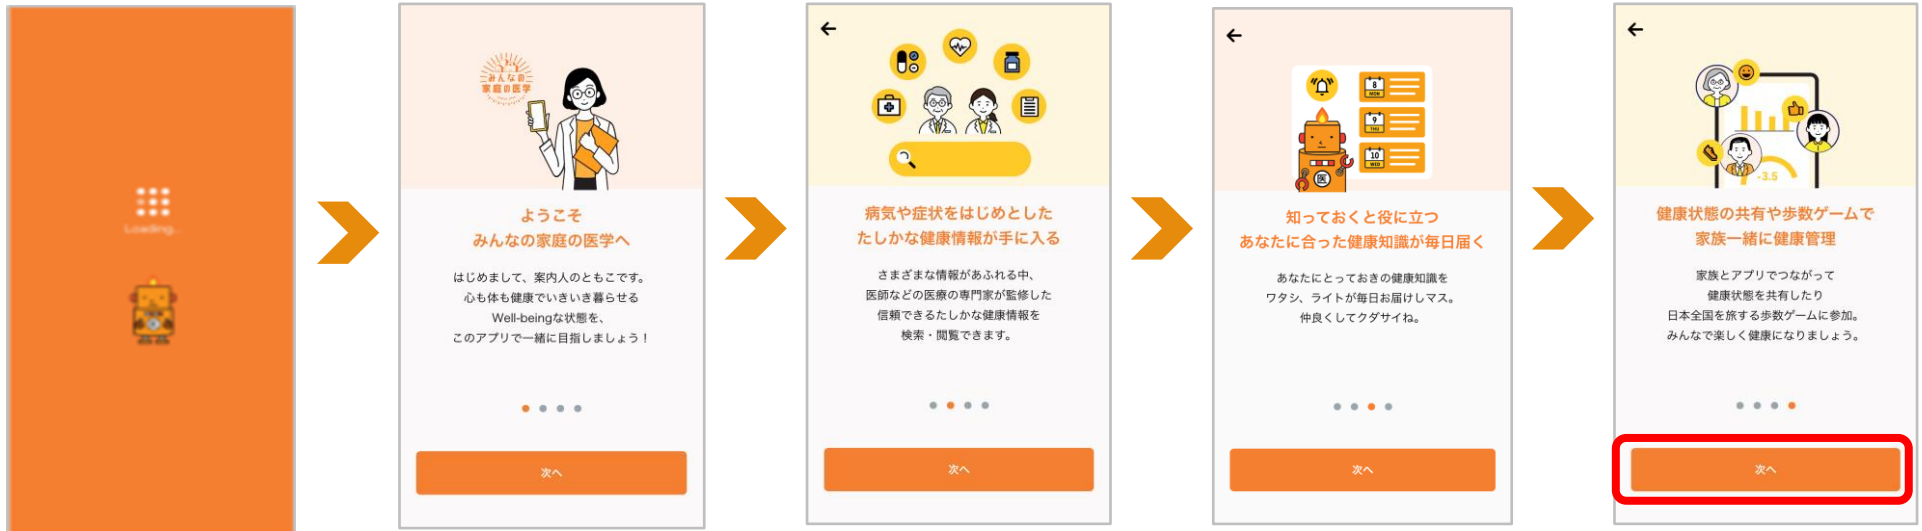 Loading...
みんなの
家庭の医学
ようこそ
みんなの家庭の医学へ
はじめまして、案内人のともこです。
心も体も健康でいきいき暮らせる
Well-beingな状態を、
このアプリで一緒に目指しましょう！
次へ
病気や症状をはじめとした
たしかな健康情報が手に入る
さまざまな情報があふれる中、
医師などの医療の専門家が監修した
信頼できるたしかな健康情報を
検索・閲覧できます。
次へ
8
MON
9
THU
10
WED
医
知っておくと役に立つ
あなたに合った健康知識が毎日届く
あなたにとっておきの健康知識を
ワタシ、ライトが毎日お届けしマス。
仲良くしてクダサイね。
次へ
-3.5
健康状態の共有や歩数ゲームで
家族一緒に健康管理
家族とアプリでつながって
健康状態を共有したり
日本全国を旅する歩数ゲームに参加。
みんなで楽しく健康になりましょう。
次へ